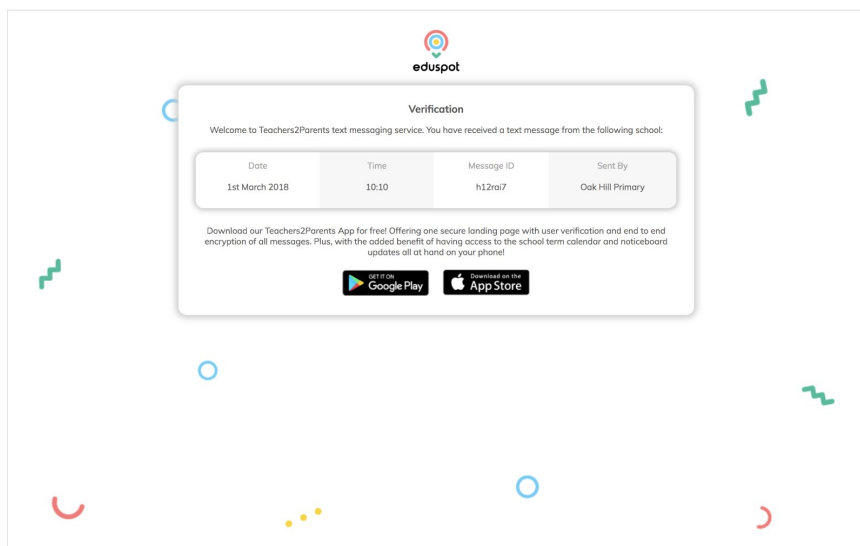 eduspot
Verification
Welcome to Teachers2Parents text messaging service. You have received a text message from the following school:
Date Time Message ID Sent By
1st March 2018 10:10 h12rai7 Oak Hill Primary
Download our Teachers2Parents App for free! Offering one secure landing page with user verification and end to end
encryption of all messages. Plus, with the added benefit of having access to the school term calendar and noticeboard
updates all at hand on your phone!
GET IT ON Download on the
Google Play App Store